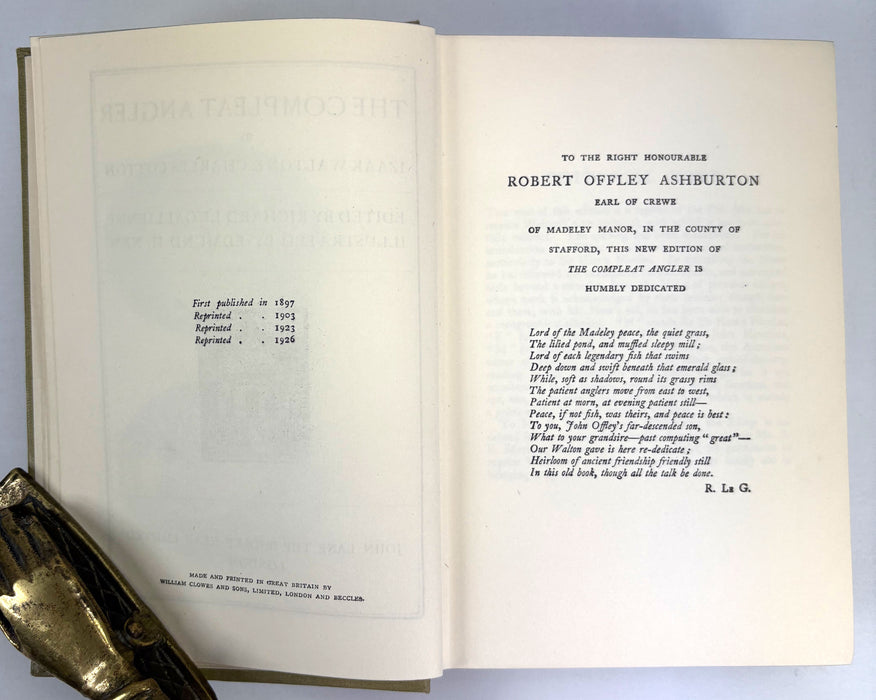 First published in 1897
Reprinted . . 1903
Reprinted . . 1923
Reprinted . . 1926
MADE AND PRINTED IN GREAT BRITAIN BY
WILLIAM CLOWES AND SONS, LIMITED, LONDON AND BECCLES.
TO THE RIGHT HONOURABLE
ROBERT OFFLEY ASHBURTON
EARL OF CREWE
OF MADELEY MANOR, IN THE COUNTY OF
STAFFORD, THIS NEW EDITION OF
THE COMPLEAT ANGLER IS
HUMBLY DEDICATED
Lord of the Madeley peace, the quiet grass,
The lilied pond, and muffled sleepy mill;
Lord of each legendary fish that swims
Deep down and swift beneath that emerald glass;
While, soft as shadows, round its grassy rims
The patient anglers move from east to west,
Patient at morn, at evening patient still—
Peace, if not fish, was theirs, and peace is best:
To you, John Offley's far-descended son,
What to your grandsire—past computing "great"—
Our Walton gave is here re-dedicate;
Heirloom of ancient friendship friendly still
In this old book, though all the talk be done.
R. Le G.